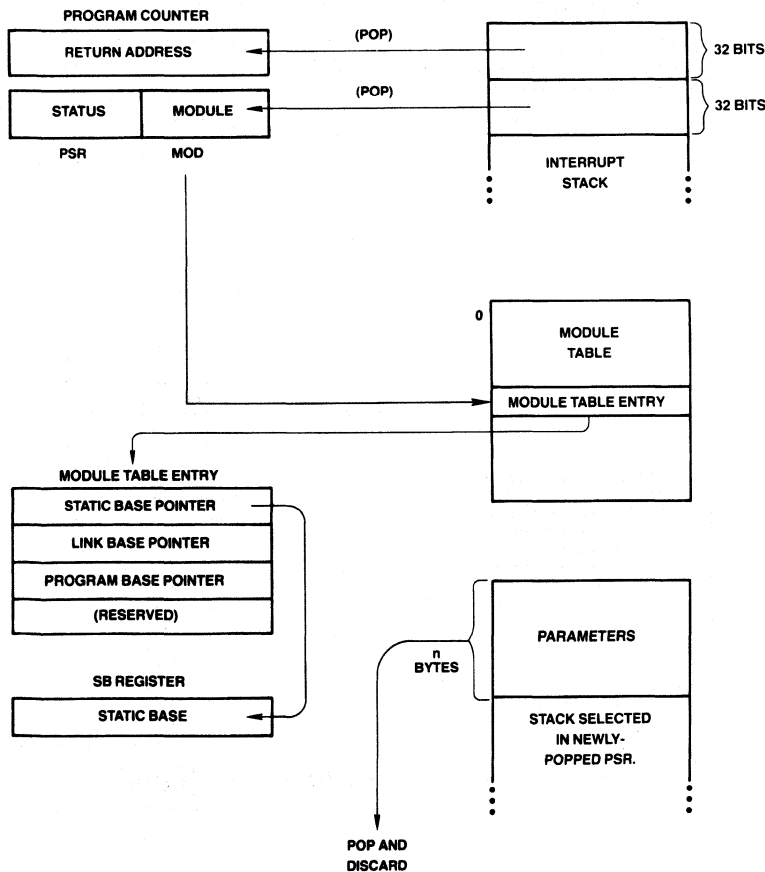 PROGRAM COUNTER
RETURN ADDRESS
(POP)
32 BITS
STATUS
MODULE
(POP)
32 BITS
PSR
MOD
INTERRUPT
STACK
0
MODULE
TABLE
MODULE TABLE ENTRY
MODULE TABLE ENTRY
STATIC BASE POINTER
LINK BASE POINTER
PROGRAM BASE POINTER
(RESERVED)
PARAMETERS
n
BYTES
SB REGISTER
STATIC BASE
STACK SELECTED
IN NEWLY-
POPPED PSR.
POP AND
DISCARD